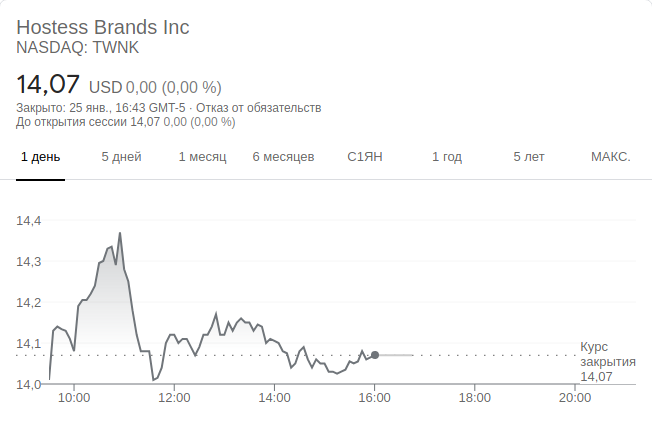 Hostess Brands Inc
NASDAQ: TWNK
14,07 USD 0,00 (0,00 %)
Закрыто: 25 янв., 16:43 GMT-5 · Отказ от обязательств
До открытия сессии 14,07 0,00 (0,00 %)
1 день 5 дней 1 месяц 6 месяцев С1ЯН 1 год 5 лет МАКС.
14,4
14,3
14,2
14,1
14,0
Курс
закрытия
14,07
10:00 12:00 14:00 16:00 18:00 20:00